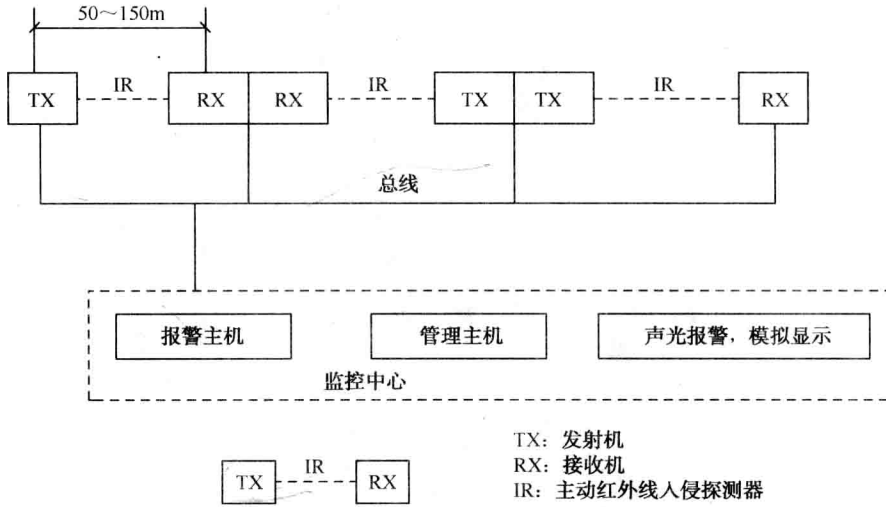 50～150m
TX IR RX RX IR TX TX IR RX
总线
报警主机 管理主机 声光报警，模拟显示
监控中心
TX IR RX
TX：发射机
RX：接收机
IR：主动红外线入侵探测器